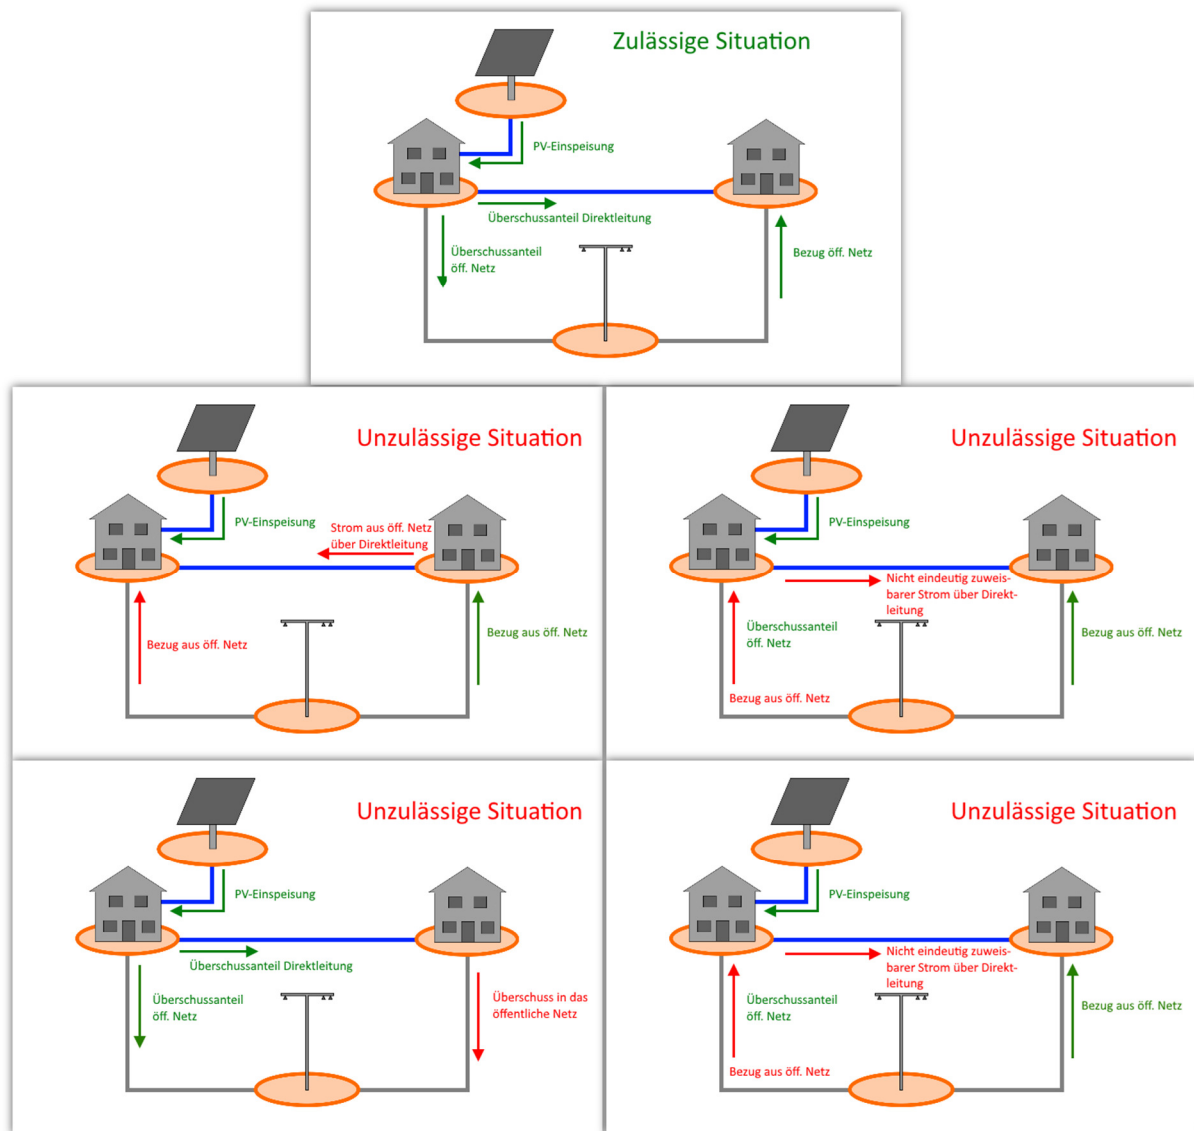 Zulässige Situation
PV-Einspeisung
Überschussanteil Direktleitung
Überschussanteil
öff. Netz
Bezug öff. Netz
Unzulässige Situation
PV-Einspeisung
Strom aus öff. Netz
über Direktleitung
Bezug aus öff. Netz
Bezug aus öff. Netz
Unzulässige Situation
PV-Einspeisung
Nicht eindeutig zuweis-
barer Strom über Direkt-
leitung
Überschussanteil
öff. Netz
Bezug aus öff. Netz
Bezug aus öff. Netz
Unzulässige Situation
PV-Einspeisung
Überschussanteil Direktleitung
Überschussanteil
öff. Netz
Überschuss in das
öffentliche Netz
Unzulässige Situation
PV-Einspeisung
Nicht eindeutig zuweis-
barer Strom über Direkt-
leitung
Überschussanteil
öff. Netz
Bezug aus öff. Netz
Bezug aus öff. Netz